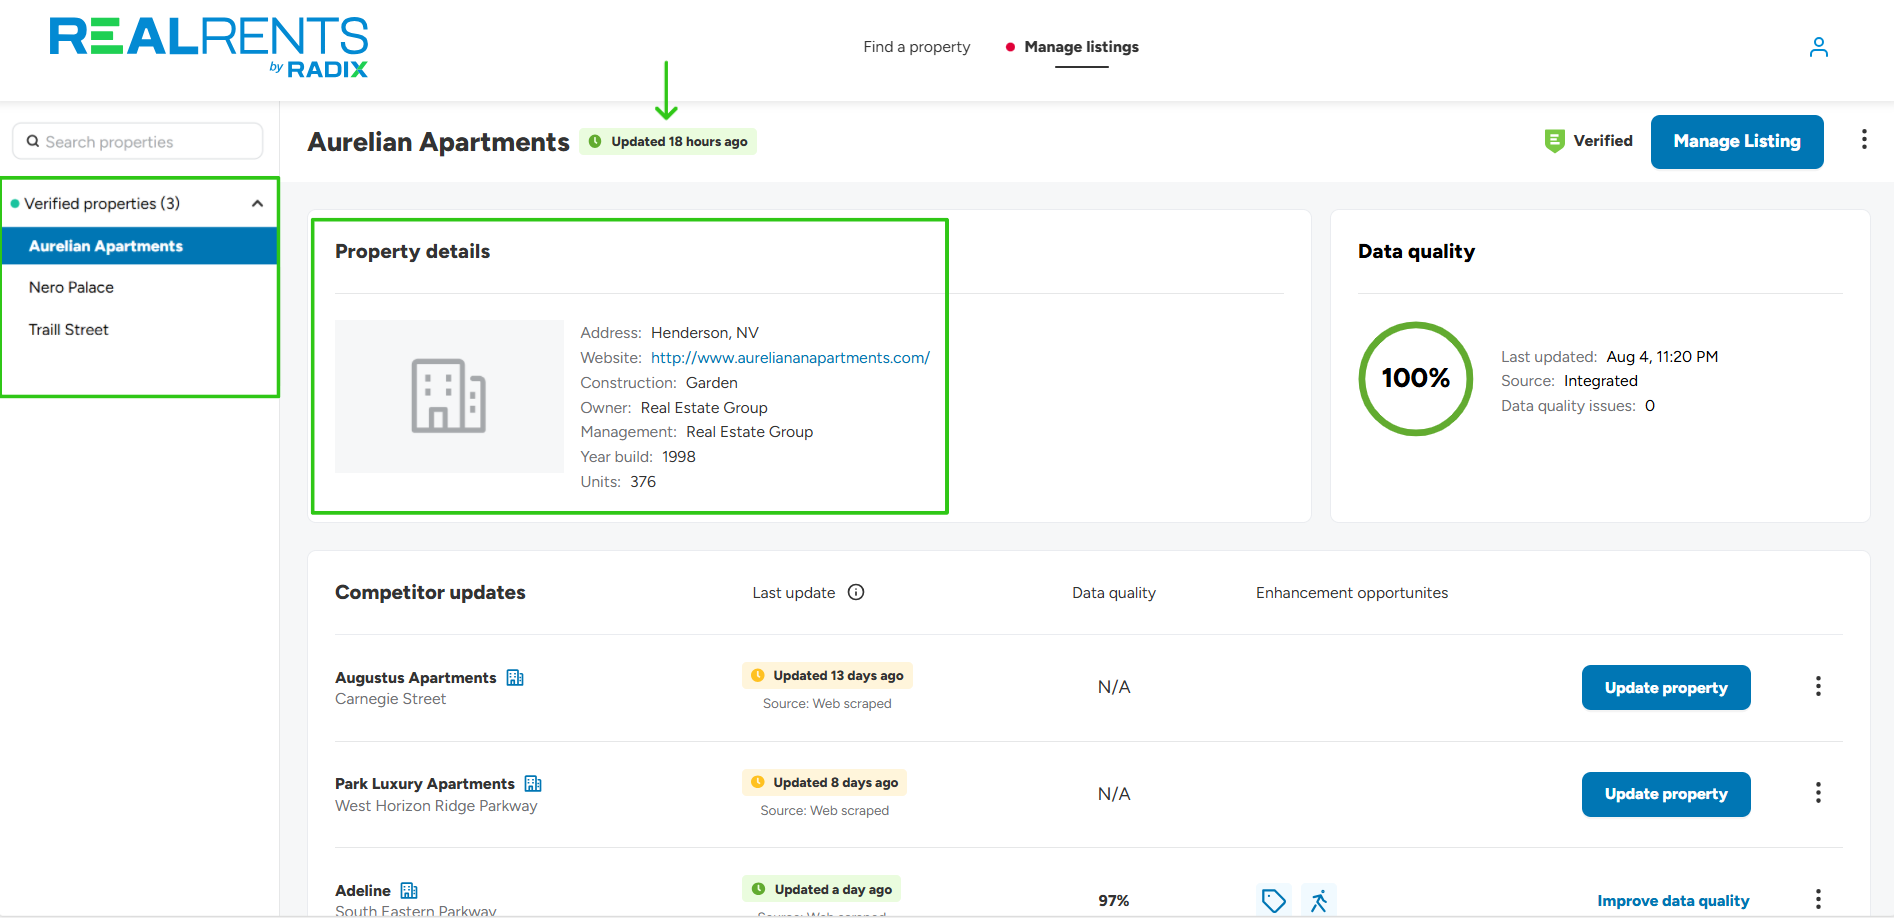 REALRENTS
by RADIX
Find a property
Manage listings
Search properties
Aurelian Apartments
Updated 18 hours ago
Verified
Manage Listing
Verified properties (3)
Aurelian Apartments
Nero Palace
Traill Street
Property details
Address: Henderson, NV
Website: http://www.aureliananapartments.com/
Construction: Garden
Owner: Real Estate Group
Management: Real Estate Group
Year build: 1998
Units: 376
Data quality
100%
Last updated: Aug 4, 11:20 PM
Source: Integrated
Data quality issues: 0
Competitor updates
Last update
Data quality
Enhancement opportunites
Augustus Apartments
Carnegie Street
Updated 13 days ago
Source: Web scraped
N/A
Update property
Park Luxury Apartments
West Horizon Ridge Parkway
Updated 8 days ago
Source: Web scraped
N/A
Update property
Adeline
South Eastern Parkway
Updated a day ago
Source: Web scraped
97%
Improve data quality